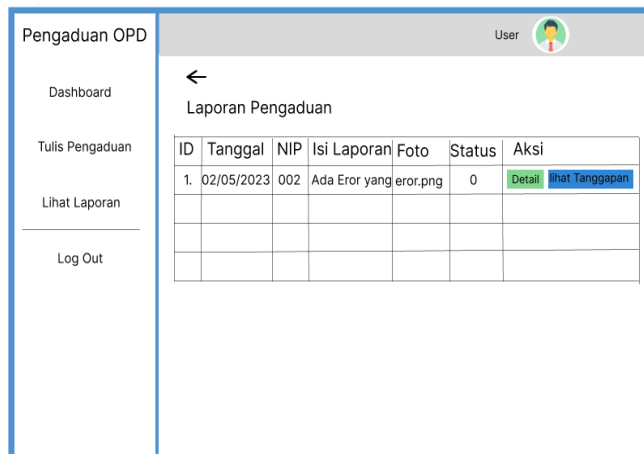 Pengaduan OPD
User
Dashboard
Tulis Pengaduan
Lihat Laporan
Log Out
Laporan Pengaduan
ID Tanggal NIP Isi Laporan Foto Status Aksi
1. 02/05/2023 002 Ada Eror yang eror.png 0 Detail lihat Tanggapan